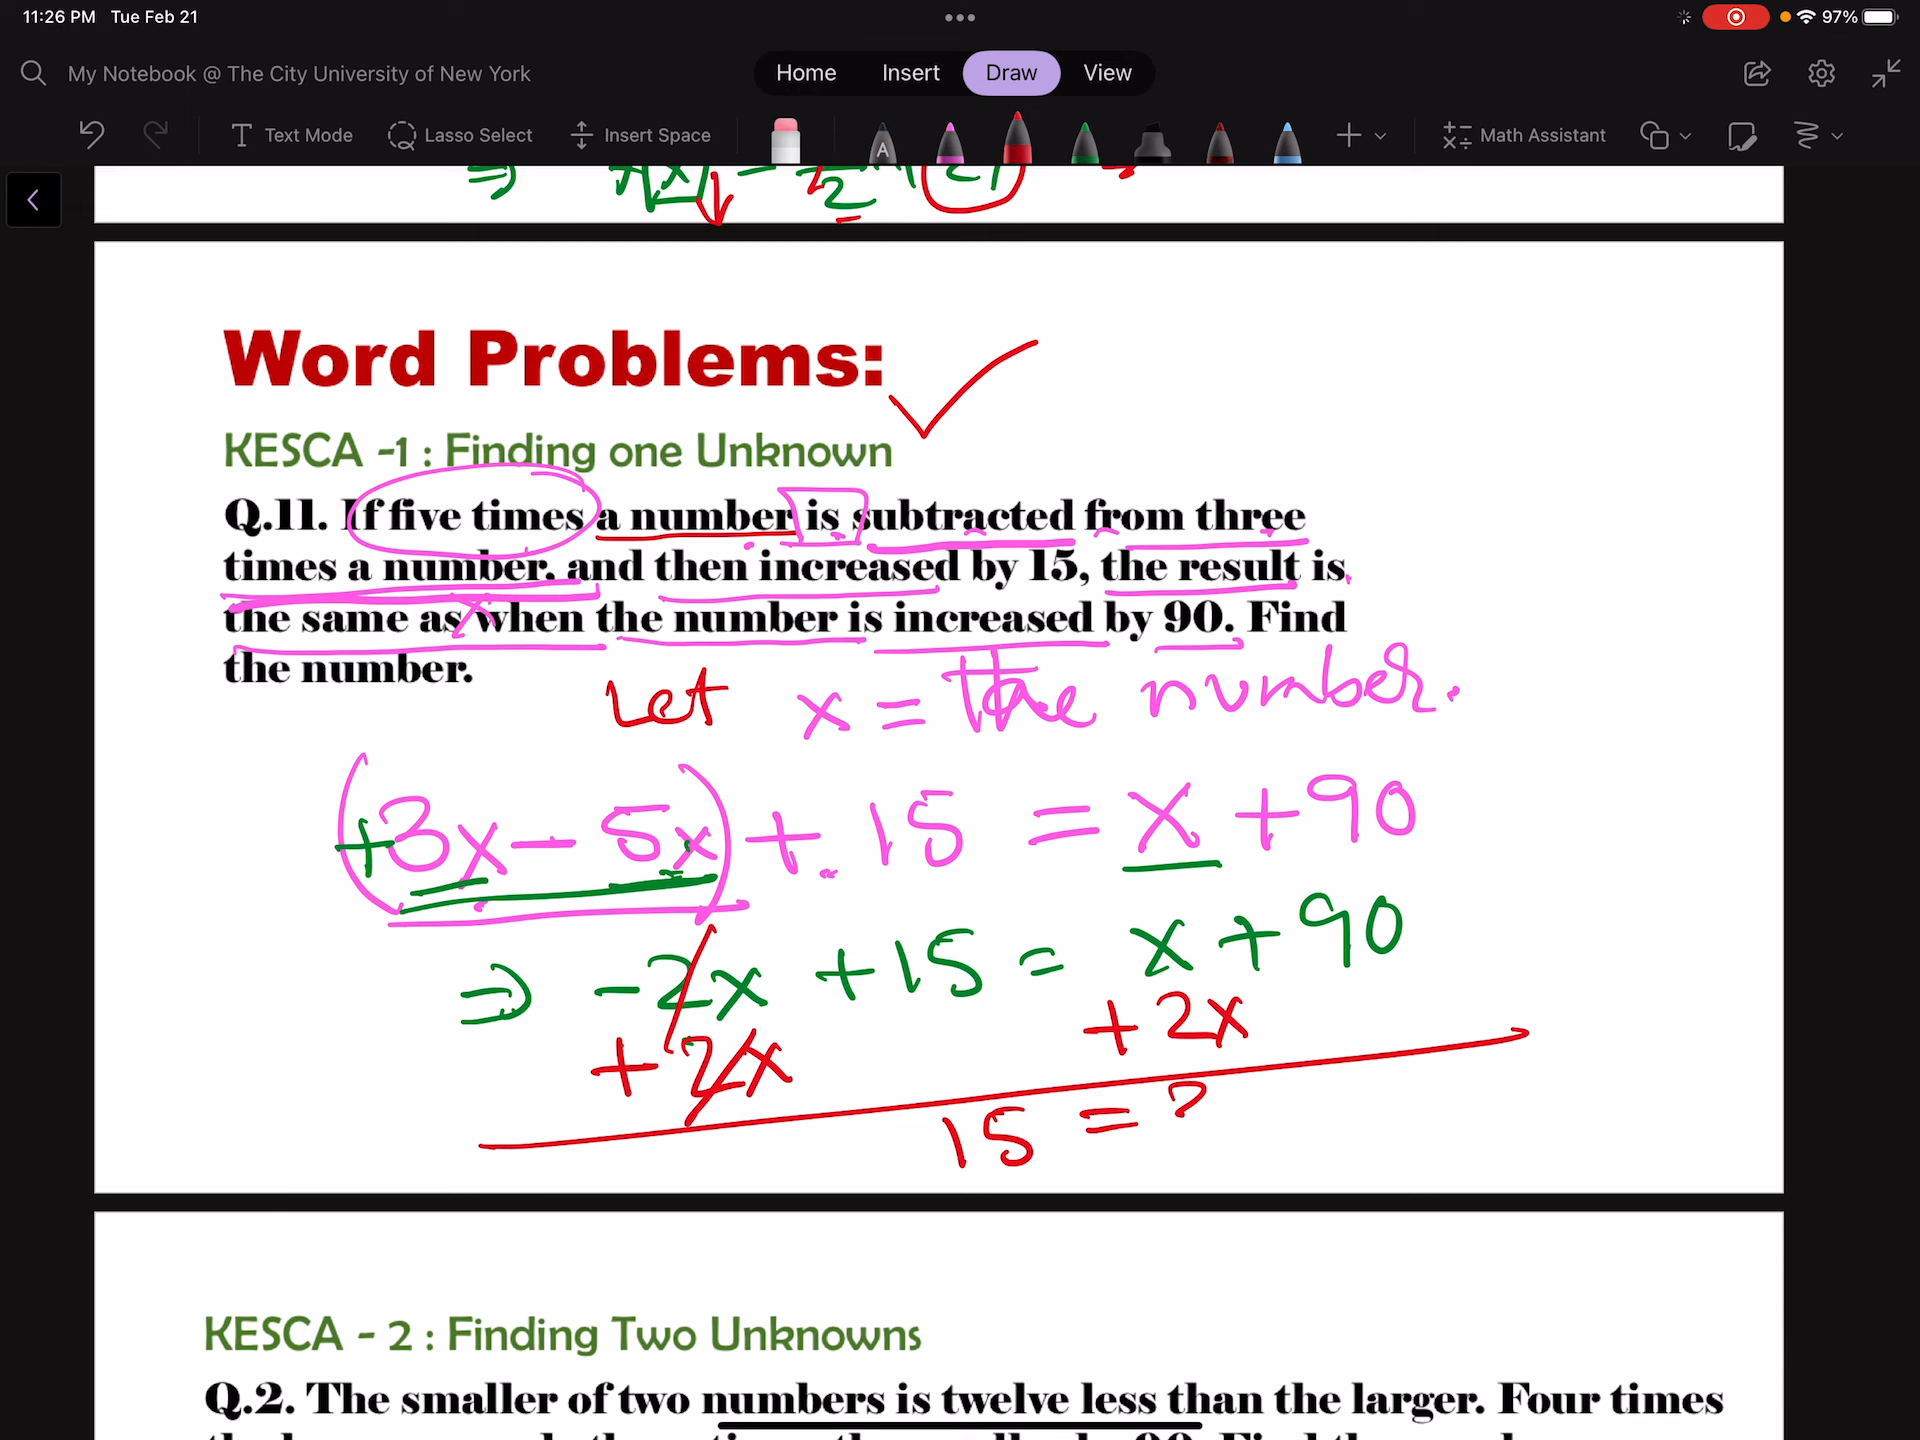 11:26 PM Tue Feb 21
97%
My Notebook @ The City University of New York
Home Insert Draw View
Text Mode Lasso Select Insert Space A Math Assistant
Word Problems:
KESCA -1 : Finding one Unknown
Q.11. If five times a number is subtracted from three
times a number, and then increased by 15, the result is
x
the same as when the number is increased by 90. Find
the number.
Let x = the number.
(+3x - 5x) + 15 = x + 90
⇒ -2x + 15 = x + 90
+ 2x + 2x
15 = ?
KESCA - 2 : Finding Two Unknowns
Q.2. The smaller of two numbers is twelve less than the larger. Four times